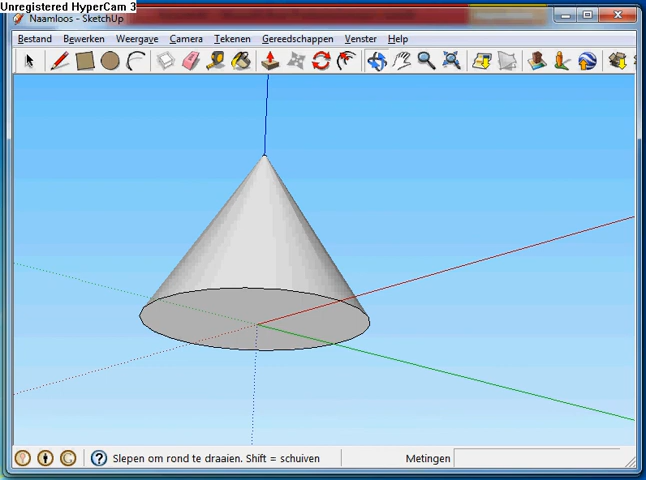 Unregistered HyperCam 3
Naamloos - SketchUp
Bestand Bewerken Weergave Camera Tekenen Gereedschappen Venster Help
Slepen om rond te draaien. Shift = schuiven Metingen